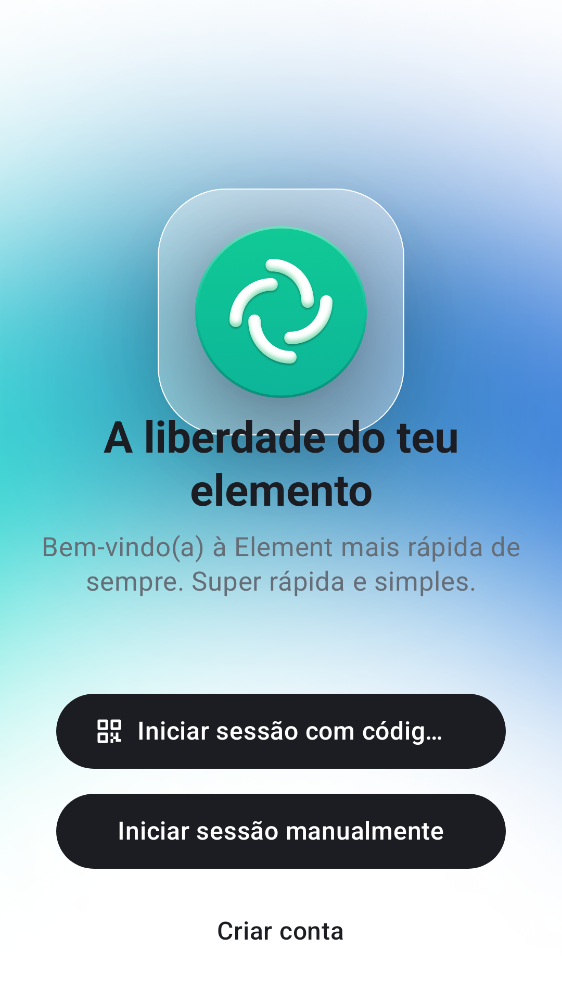 A liberdade do teu
elemento
Bem-vindo(a) à Element mais rápida de
sempre. Super rápida e simples.
Iniciar sessão com códig…
Iniciar sessão manualmente
Criar conta